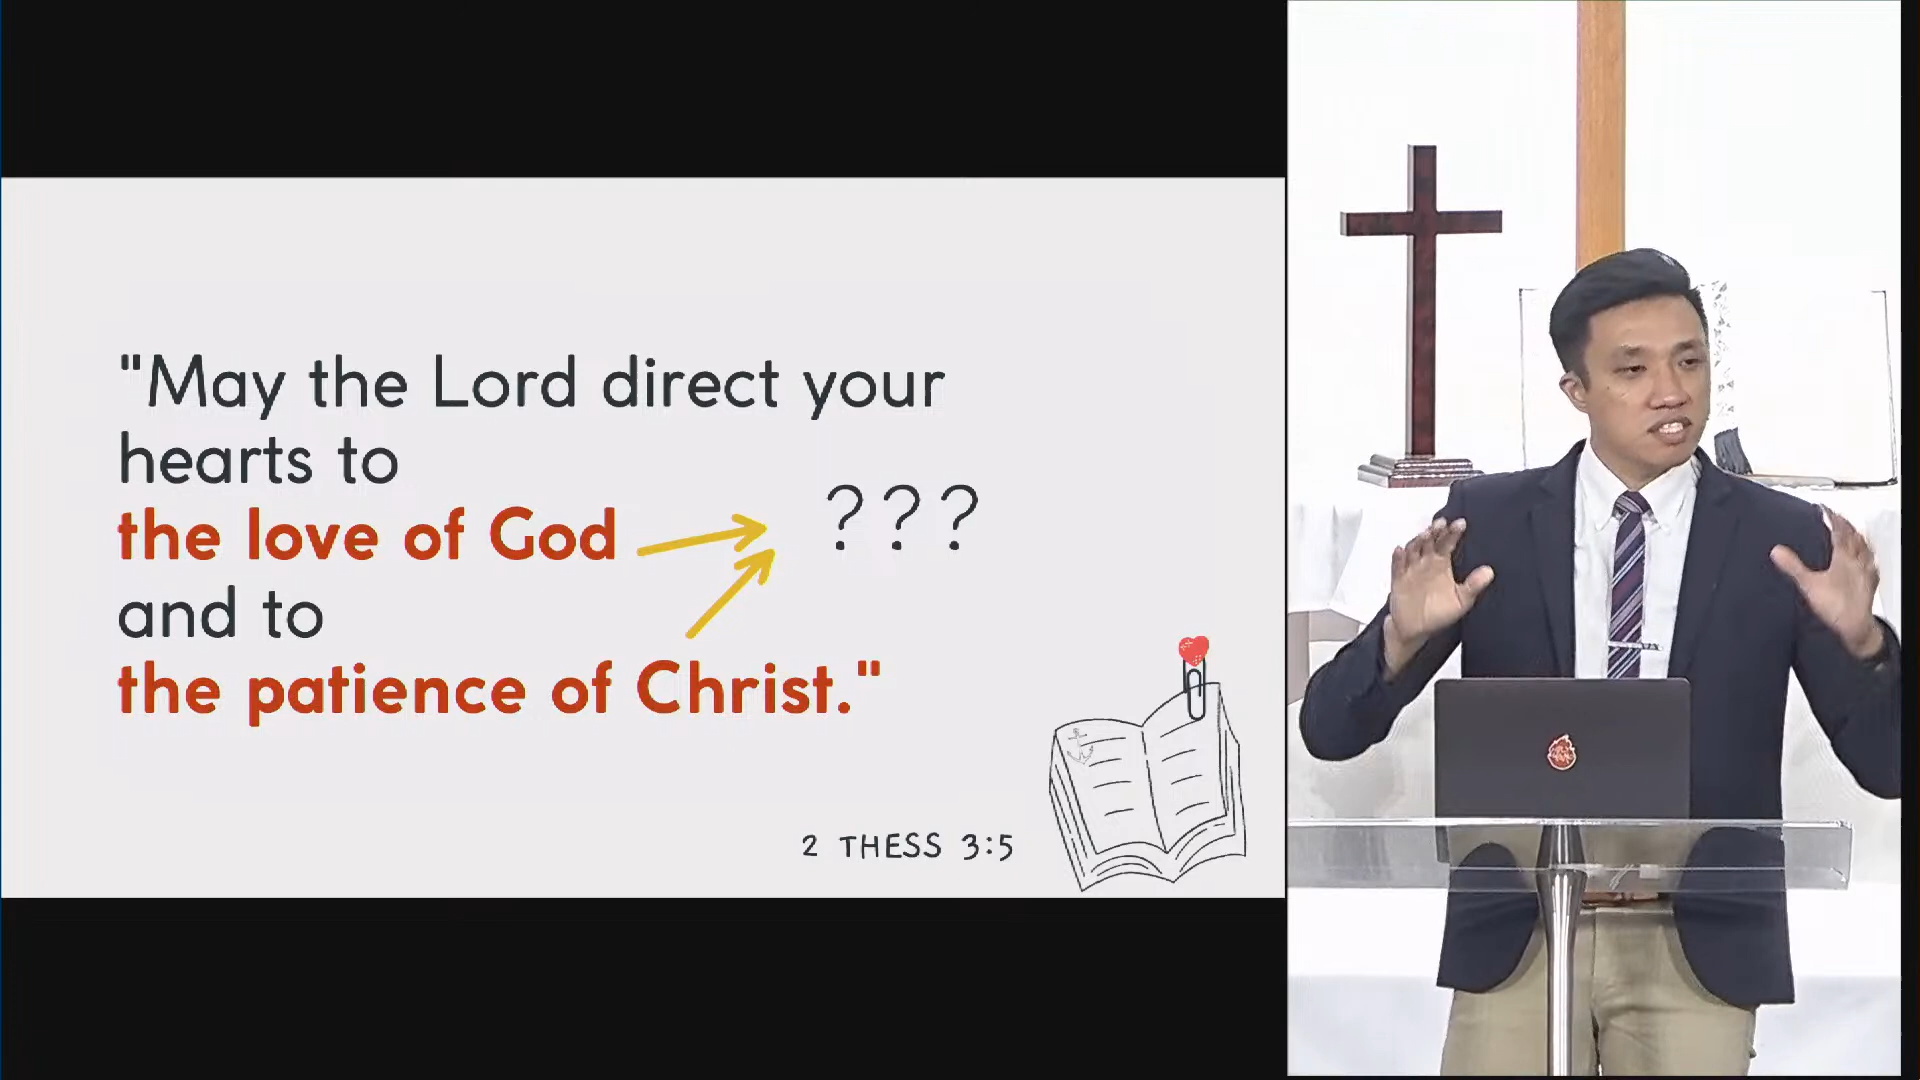 "May the Lord direct your
hearts to
the love of God
???
and to
the patience of Christ."
2 THESS 3:5